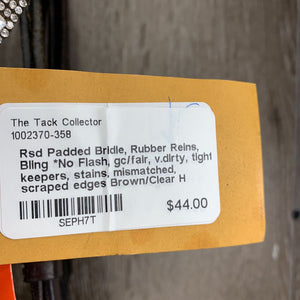 The Tack Collector
1002370-358
Rsd Padded Bridle, Rubber Reins,
Bling *No Flash, gc/fair, v.dirty, tight
keepers, stains, mismatched,
scraped edges Brown/Clear H
$44.00
SEPH7T